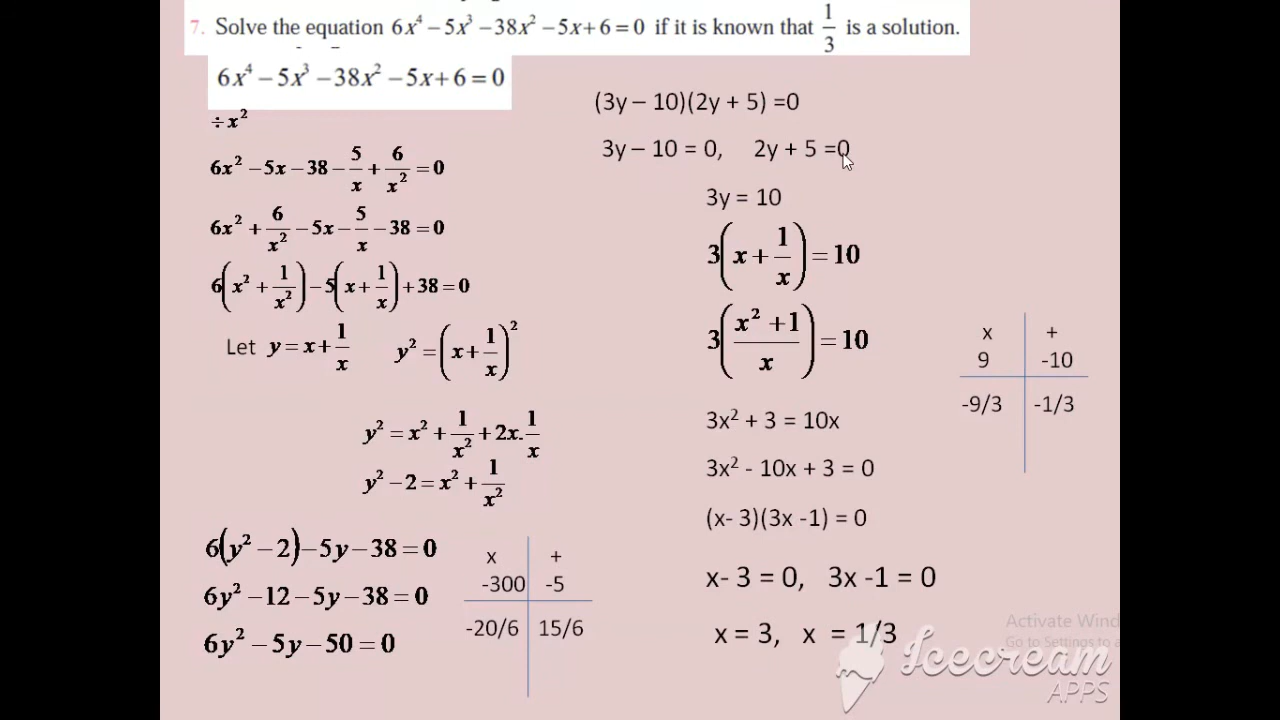 7. Solve the equation 6x⁴ – 5x³ – 38x² – 5x + 6 = 0 if it is known that 1/3 is a solution.
6x⁴ – 5x³ – 38x² – 5x + 6 = 0
÷ x²
6x² – 5x – 38 – 5/x + 6/x² = 0
6x² + 6/x² – 5x – 5/x – 38 = 0
6(x² + 1/x²) – 5(x + 1/x) + 38 = 0
Let y = x + 1/x y² = (x + 1/x)²
y² = x² + 1/x² + 2x.1/x
y² – 2 = x² + 1/x²
6(y² – 2) – 5y – 38 = 0
6y² – 12 – 5y – 38 = 0
6y² – 5y – 50 = 0
x +
-300 -5
-20/6 15/6
(3y – 10)(2y + 5) =0
3y – 10 = 0, 2y + 5 =0
3y = 10
3(x + 1/x) = 10
3((x² + 1)/x) = 10
3x² + 3 = 10x
3x² - 10x + 3 = 0
(x- 3)(3x -1) = 0
x- 3 = 0, 3x -1 = 0
x = 3, x = 1/3
x +
9 -10
-9/3 -1/3
Activate Wind
Go to Settings to a
Icecream
APPS